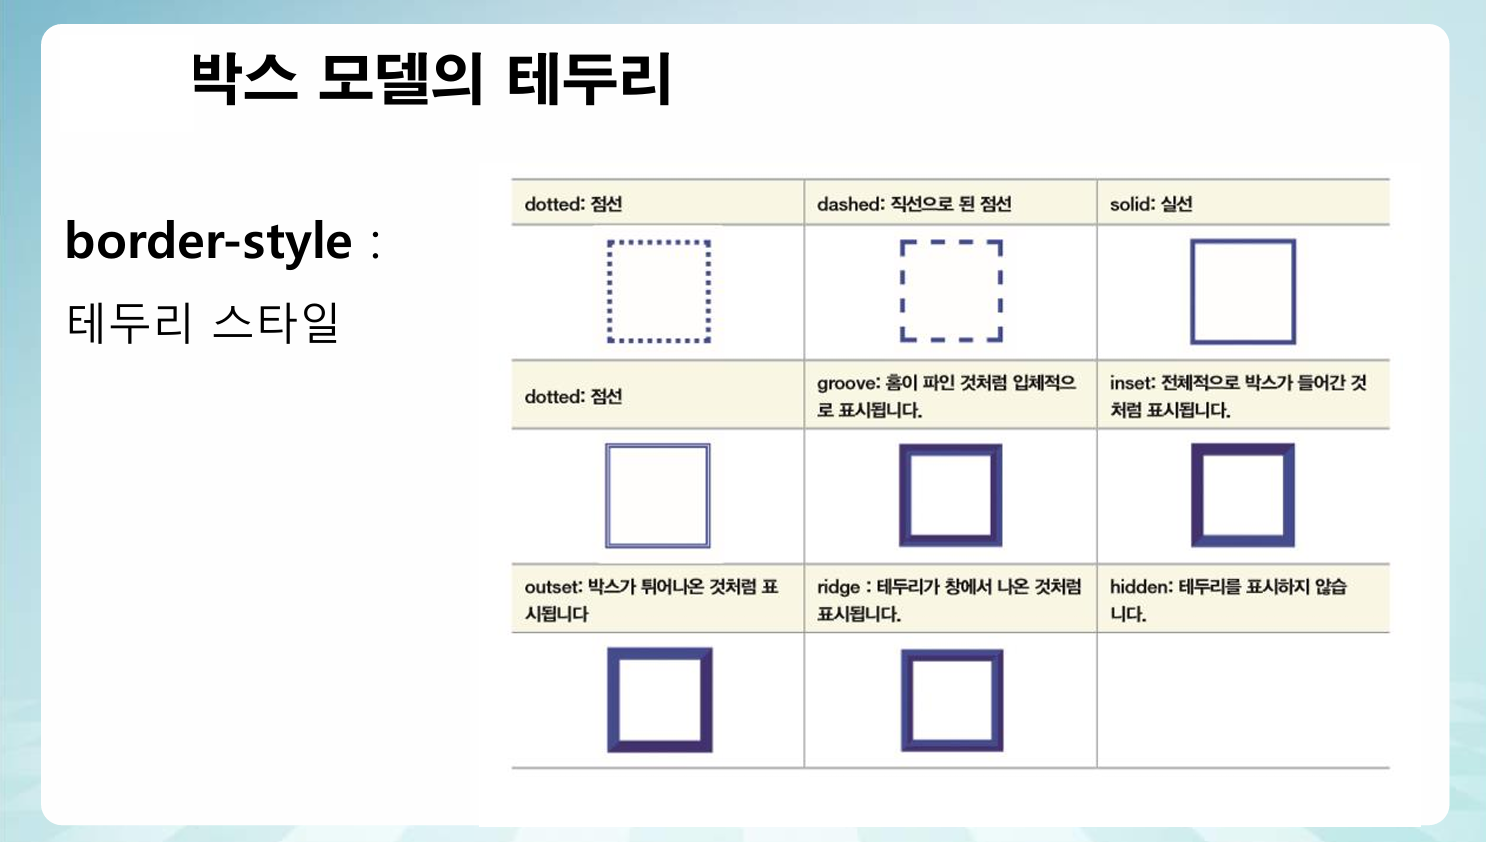 박스 모델의 테두리
border-style :
테두리 스타일
dotted: 점선
dashed: 직선으로 된 점선
solid: 실선
dotted: 점선
groove: 홈이 파인 것처럼 입체적으
로 표시됩니다.
inset: 전체적으로 박스가 들어간 것
처럼 표시됩니다.
outset: 박스가 튀어나온 것처럼 표
시됩니다
ridge : 테두리가 창에서 나온 것처럼
표시됩니다.
hidden: 테두리를 표시하지 않습
니다.